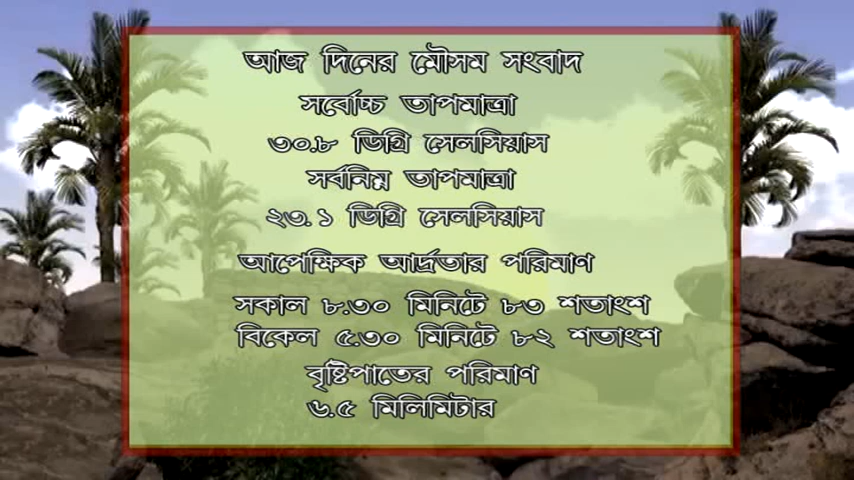 আজ দিনের মৌসম সংবাদ
সর্বোচ্চ তাপমাত্রা
৩০.৮ ডিগ্রি সেলসিয়াস
সর্বনিম্ন তাপমাত্রা
২৩.১ ডিগ্রি সেলসিয়াস
আপেক্ষিক আর্দ্রতার পরিমাণ
সকাল ৮.৩০ মিনিটে ৮৩ শতাংশ
বিকেল ৫.৩০ মিনিটে ৮২ শতাংশ
বৃষ্টিপাতের পরিমাণ
৬.৫ মিলিমিটার